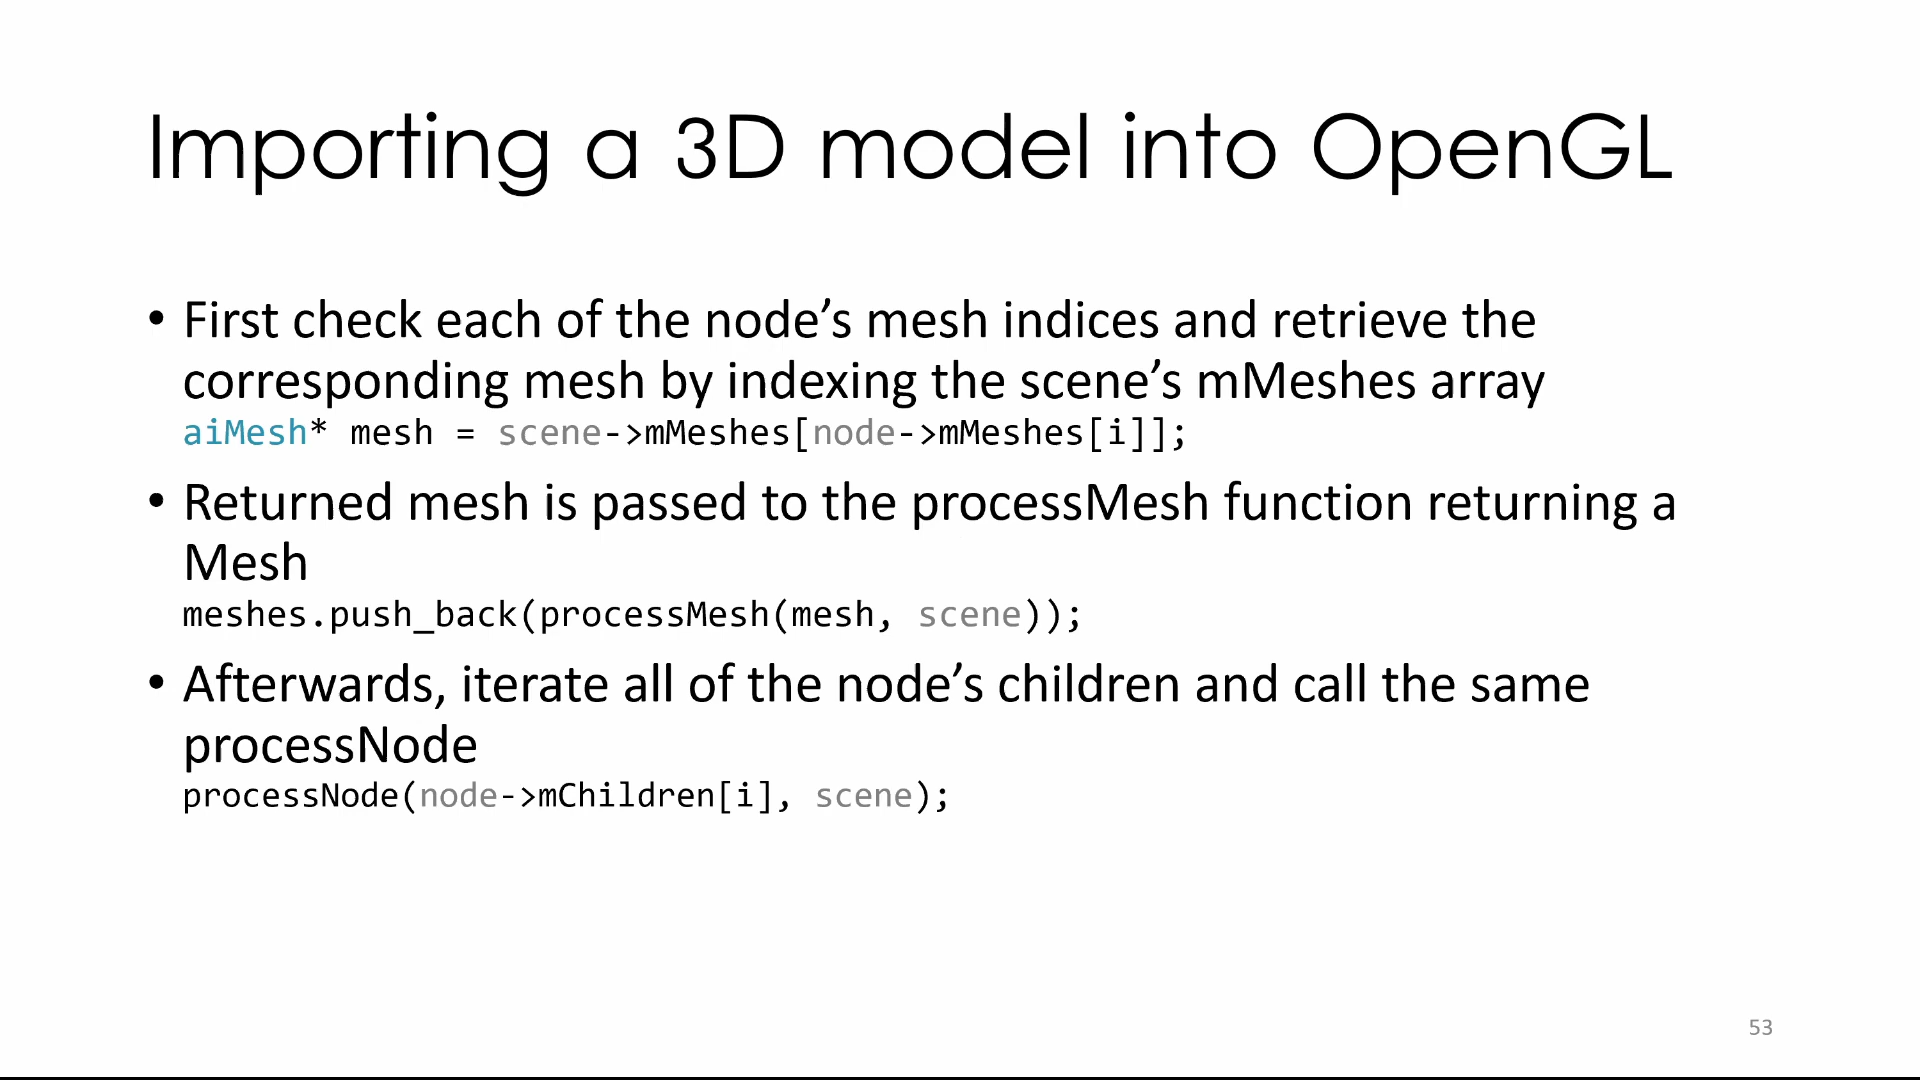 Importing a 3D model into OpenGL
• First check each of the node’s mesh indices and retrieve the
corresponding mesh by indexing the scene’s mMeshes array
aiMesh* mesh = scene->mMeshes[node->mMeshes[i]];
• Returned mesh is passed to the processMesh function returning a
Mesh
meshes.push_back(processMesh(mesh, scene));
• Afterwards, iterate all of the node’s children and call the same
processNode
processNode(node->mChildren[i], scene);
53